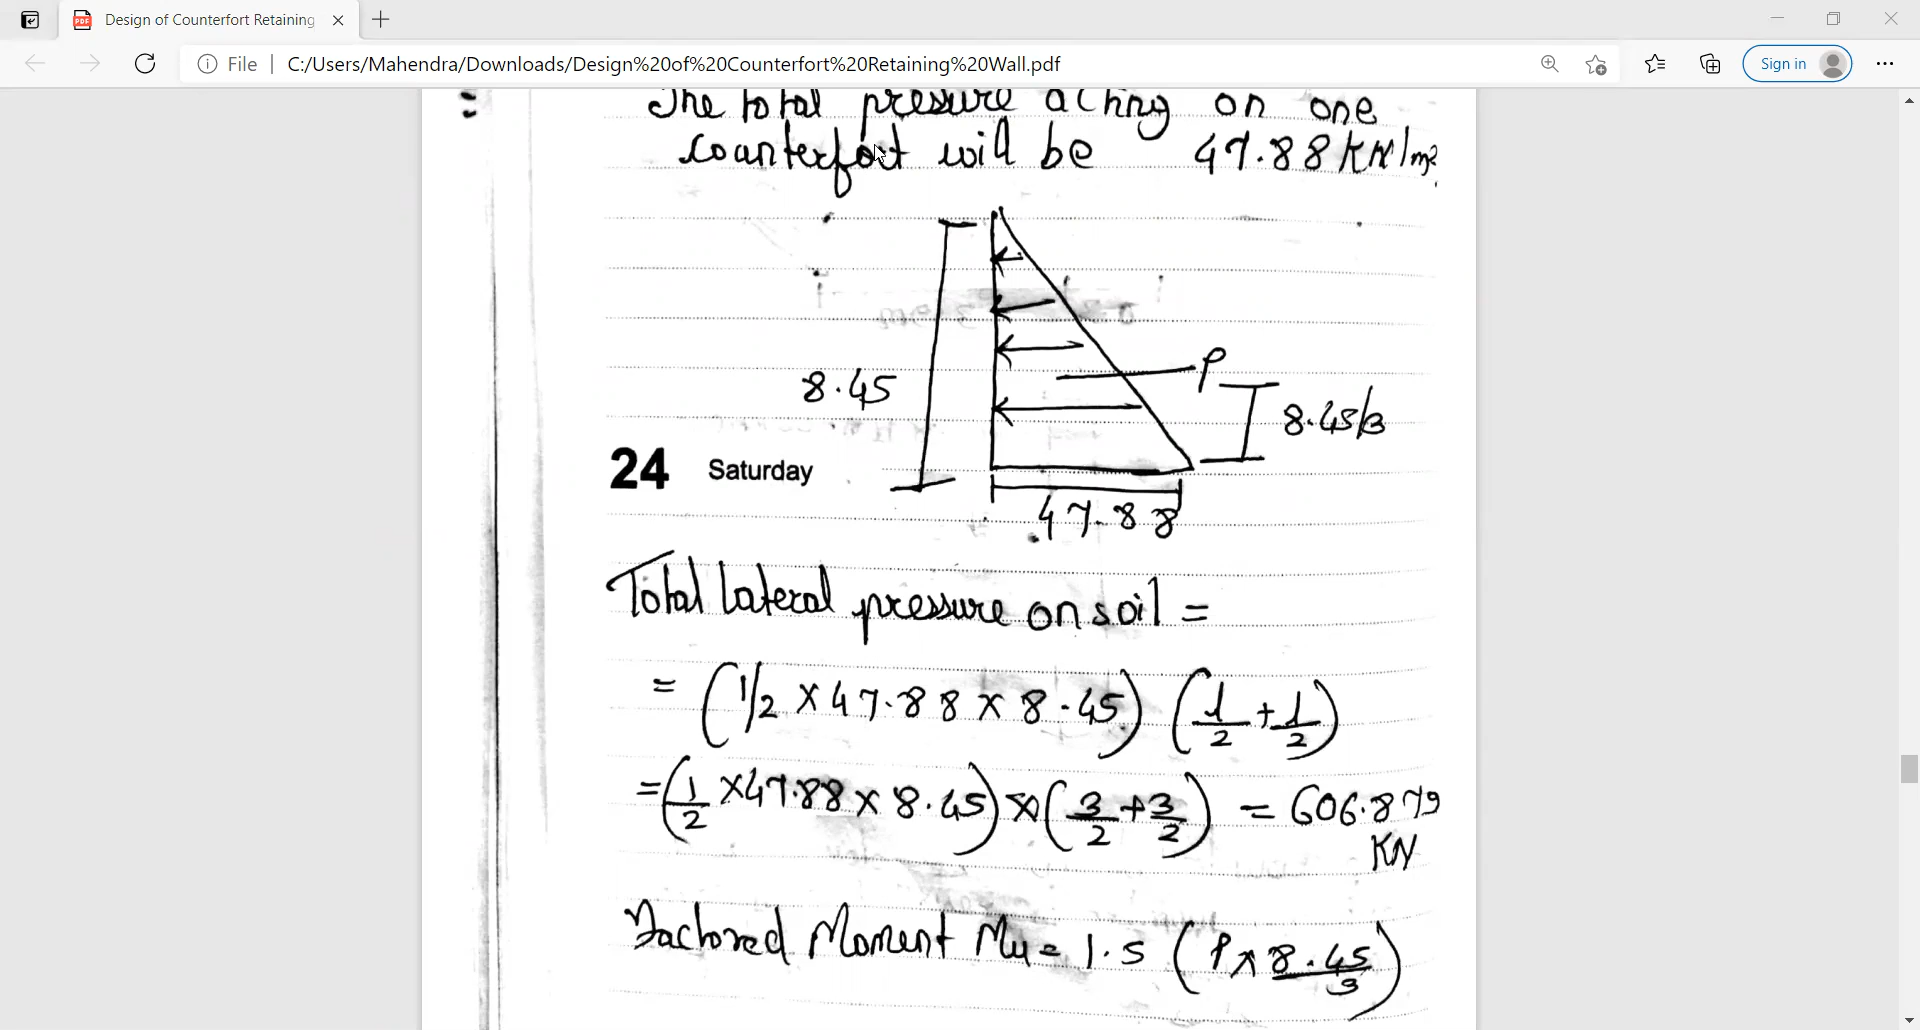 Design of Counterfort Retaining
File | C:/Users/Mahendra/Downloads/Design%20of%20Counterfort%20Retaining%20Wall.pdf
Sign in
The total pressure acting on one
counterfort will be 47.88 KN/m²
8.45
P
8.45/3
24 Saturday
47.88
Total lateral pressure on soil =
= (1/2 × 47.88 × 8.45) (1/2 + 1/2)
= (1/2 × 47.88 × 8.45) × (3/2 + 3/2) = 606.879
KN
Factored Moment Mu = 1.5 (P × 8.45/3)